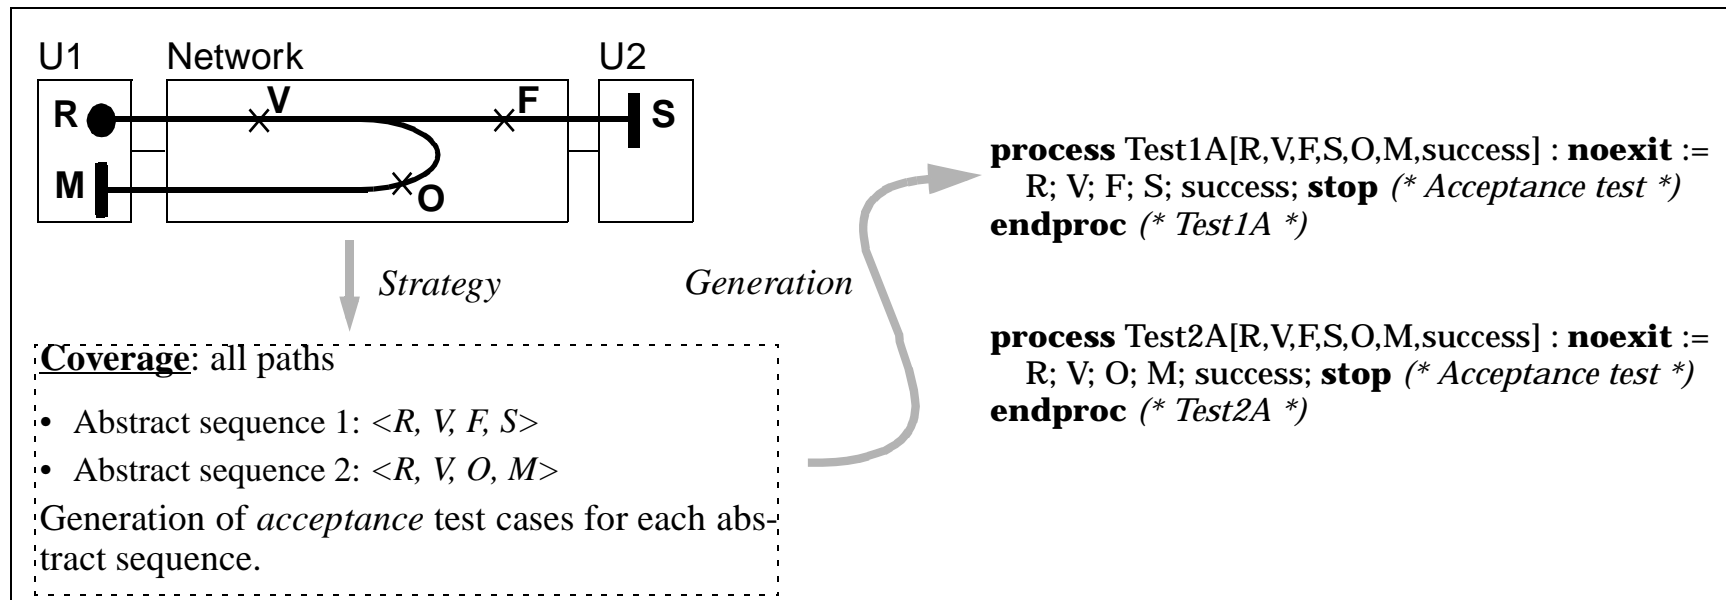 U1 Network U2
V F
R S
M O
Strategy
Generation
Coverage: all paths
• Abstract sequence 1: <R, V, F, S>
• Abstract sequence 2: <R, V, O, M>
Generation of acceptance test cases for each abs-
tract sequence.
process Test1A[R,V,F,S,O,M,success] : noexit :=
R; V; F; S; success; stop (* Acceptance test *)
endproc (* Test1A *)
process Test2A[R,V,F,S,O,M,success] : noexit :=
R; V; O; M; success; stop (* Acceptance test *)
endproc (* Test2A *)